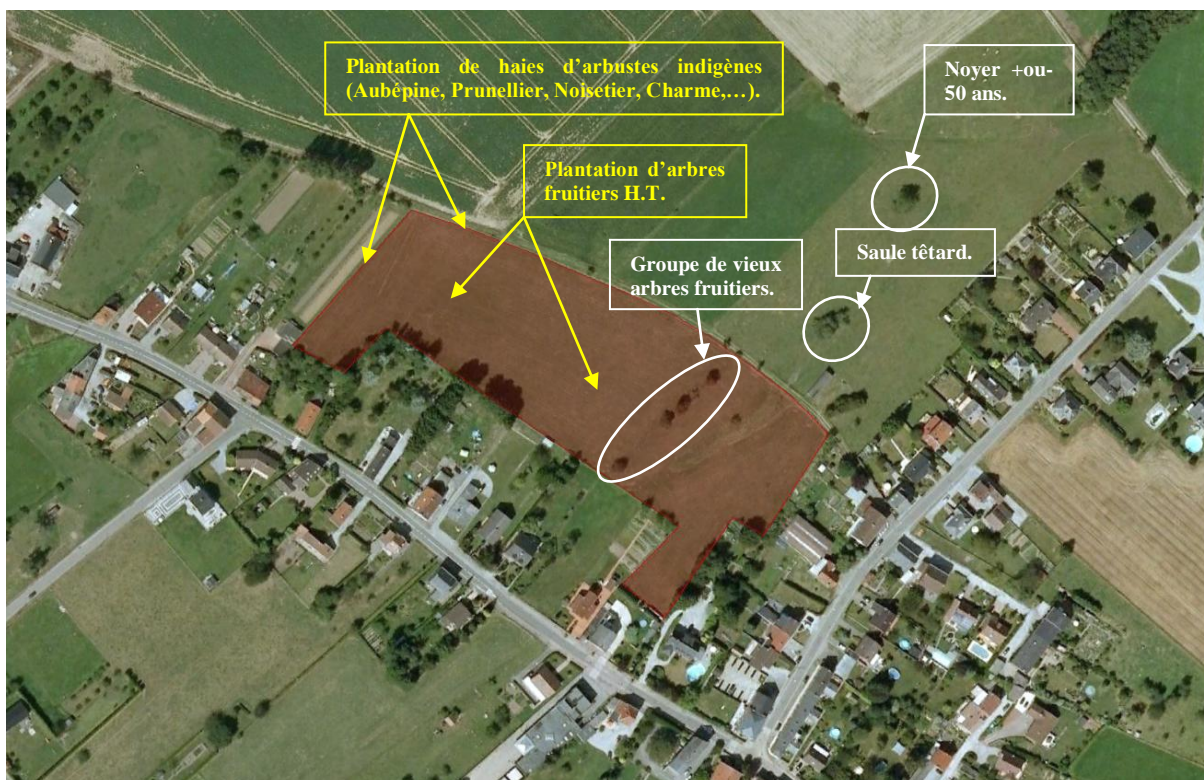 Plantation de haies d'arbustes indigènes
(Aubépine, Prunellier, Noisetier, Charme,…).
Noyer +ou-
50 ans.
Plantation d'arbres
fruitiers H.T.
Groupe de vieux
arbres fruitiers.
Saule têtard.